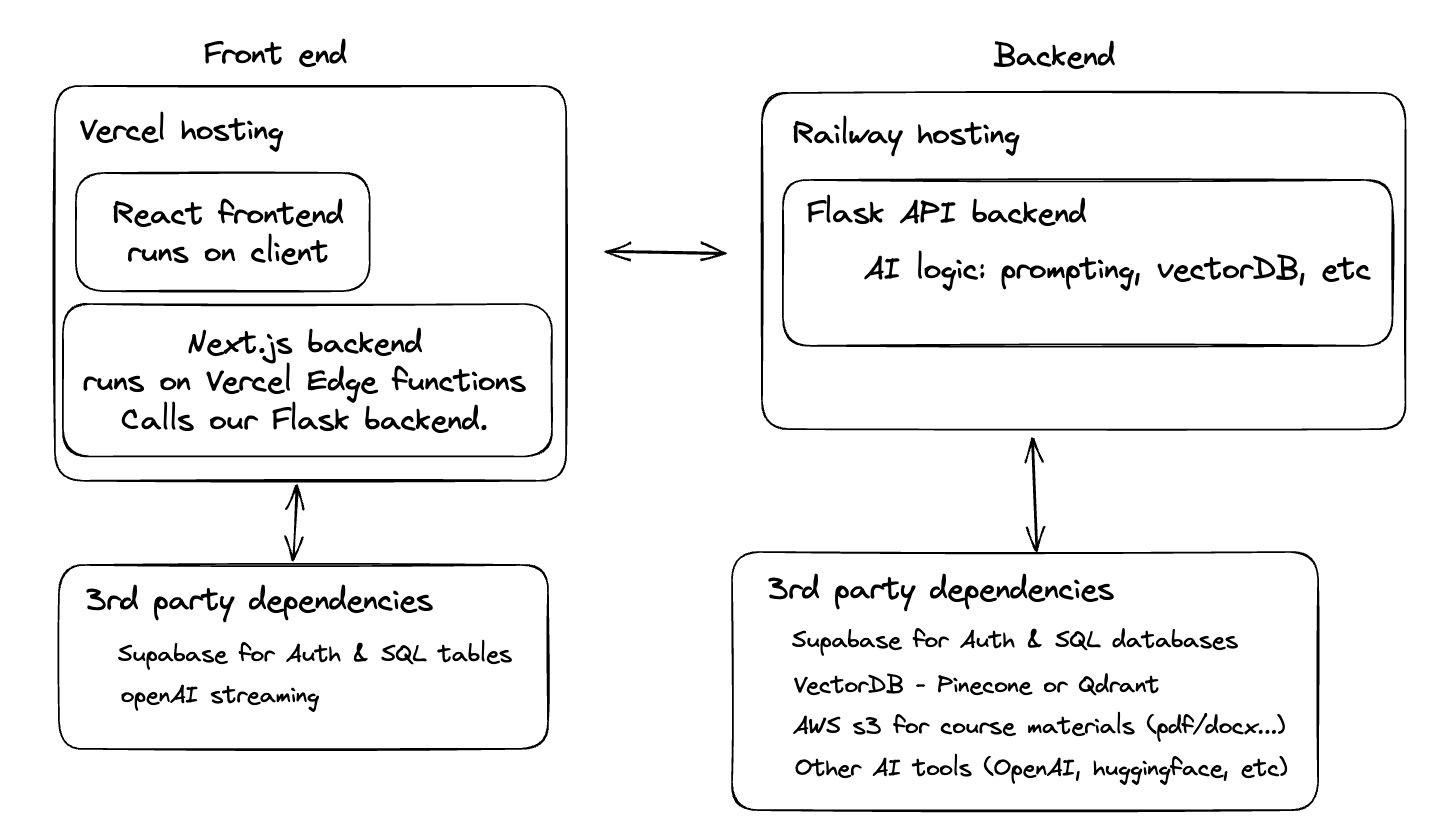 Front end
Vercel hosting
React frontend
runs on client
Next.js backend
runs on Vercel Edge functions
Calls our Flask backend.
3rd party dependencies
Supabase for Auth & SQL tables
openAI streaming
Backend
Railway hosting
Flask API backend
AI logic: prompting, vectorDB, etc
3rd party dependencies
Supabase for Auth & SQL databases
VectorDB - Pinecone or Qdrant
AWS s3 for course materials (pdf/docx...)
Other AI tools (OpenAI, huggingface, etc)